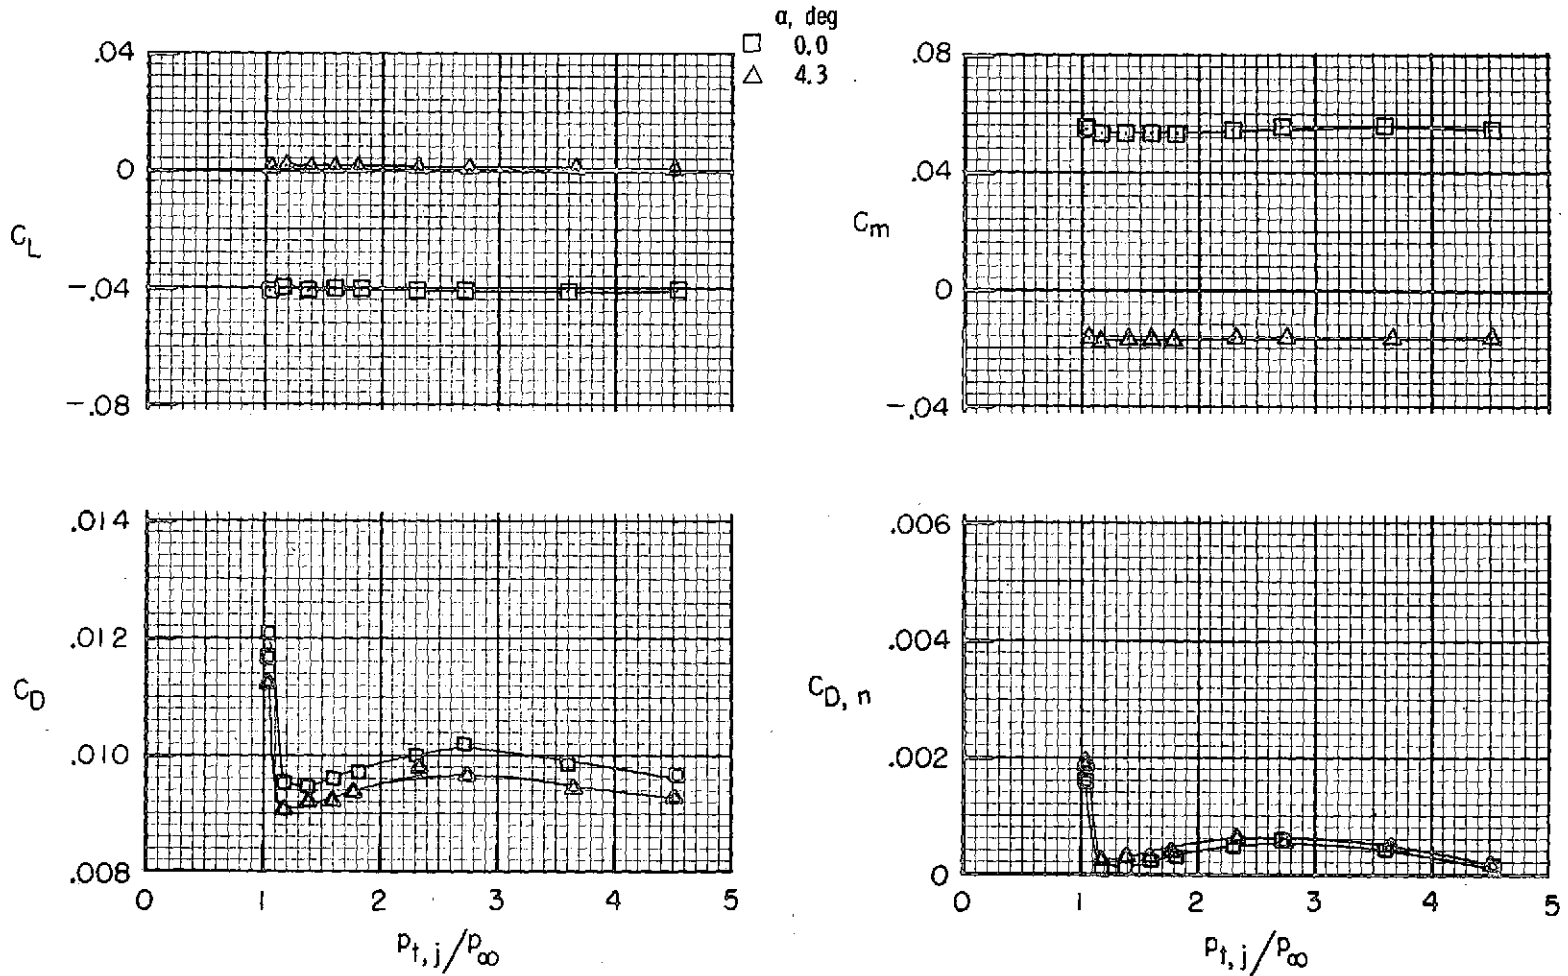 α, deg
0.0
4.3
.04
0
-.04
-.08
C_L
.08
.04
0
-.04
C_m
.014
.012
.010
.008
C_D
0 1 2 3 4 5
p_t,j/p_∞
.006
.004
.002
0
C_D,n
0 1 2 3 4 5
p_t,j/p_∞